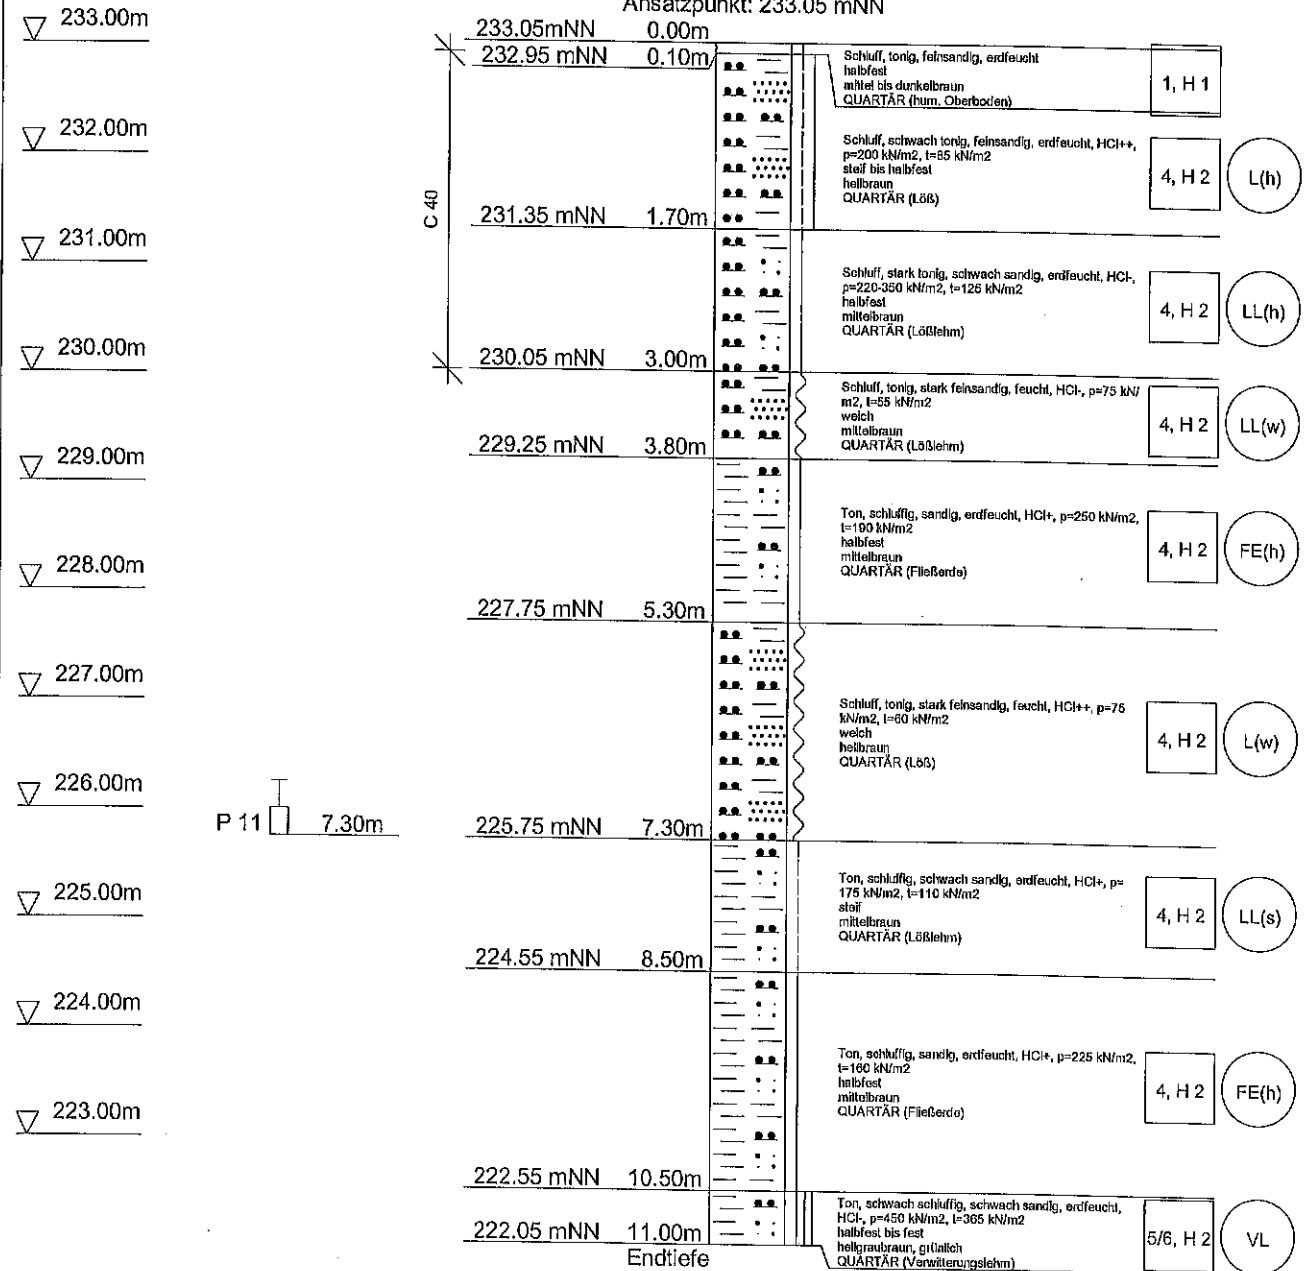 Ansatzpunkt: 233.05 mNN
233.00m
232.00m
231.00m
230.00m
229.00m
228.00m
227.00m
226.00m
225.00m
224.00m
223.00m
C 40
P 11 7.30m
233.05mNN 0.00m
232.95 mNN 0.10m
Schluff, tonig, feinsandig, erdfeucht
halbfest
mittel bis dunkelbraun
QUARTÄR (hum. Oberboden)
1, H 1
Schluff, schwach tonig, feinsandig, erdfeucht, HCl++,
p=200 kN/m2, t=85 kN/m2
steif bis halbfest
hellbraun
QUARTÄR (Löß)
4, H 2
L(h)
231.35 mNN 1.70m
Schluff, stark tonig, schwach sandig, erdfeucht, HCl-,
p=220-350 kN/m2, t=125 kN/m2
halbfest
mittelbraun
QUARTÄR (Lößlehm)
4, H 2
LL(h)
230.05 mNN 3.00m
Schluff, tonig, stark feinsandig, feucht, HCl-, p=75 kN/
m2, t=55 kN/m2
weich
mittelbraun
QUARTÄR (Lößlehm)
4, H 2
LL(w)
229.25 mNN 3.80m
Ton, schluffig, sandig, erdfeucht, HCl+, p=250 kN/m2,
t=190 kN/m2
halbfest
mittelbraun
QUARTÄR (Fließerde)
4, H 2
FE(h)
227.75 mNN 5.30m
Schluff, tonig, stark feinsandig, feucht, HCl++, p=75
kN/m2, t=60 kN/m2
weich
hellbraun
QUARTÄR (Löß)
4, H 2
L(w)
225.75 mNN 7.30m
Ton, schluffig, schwach sandig, erdfeucht, HCl+, p=
175 kN/m2, t=110 kN/m2
steif
mittelbraun
QUARTÄR (Lößlehm)
4, H 2
LL(s)
224.55 mNN 8.50m
Ton, schluffig, sandig, erdfeucht, HCl+, p=225 kN/m2,
t=160 kN/m2
halbfest
mittelbraun
QUARTÄR (Fließerde)
4, H 2
FE(h)
222.55 mNN 10.50m
Ton, schwach schluffig, schwach sandig, erdfeucht,
HCl-, p=450 kN/m2, t=365 kN/m2
halbfest bis fest
hellgraubraun, grünlich
QUARTÄR (Verwitterungslehm)
5/6, H 2
VL
222.05 mNN 11.00m
Endtiefe